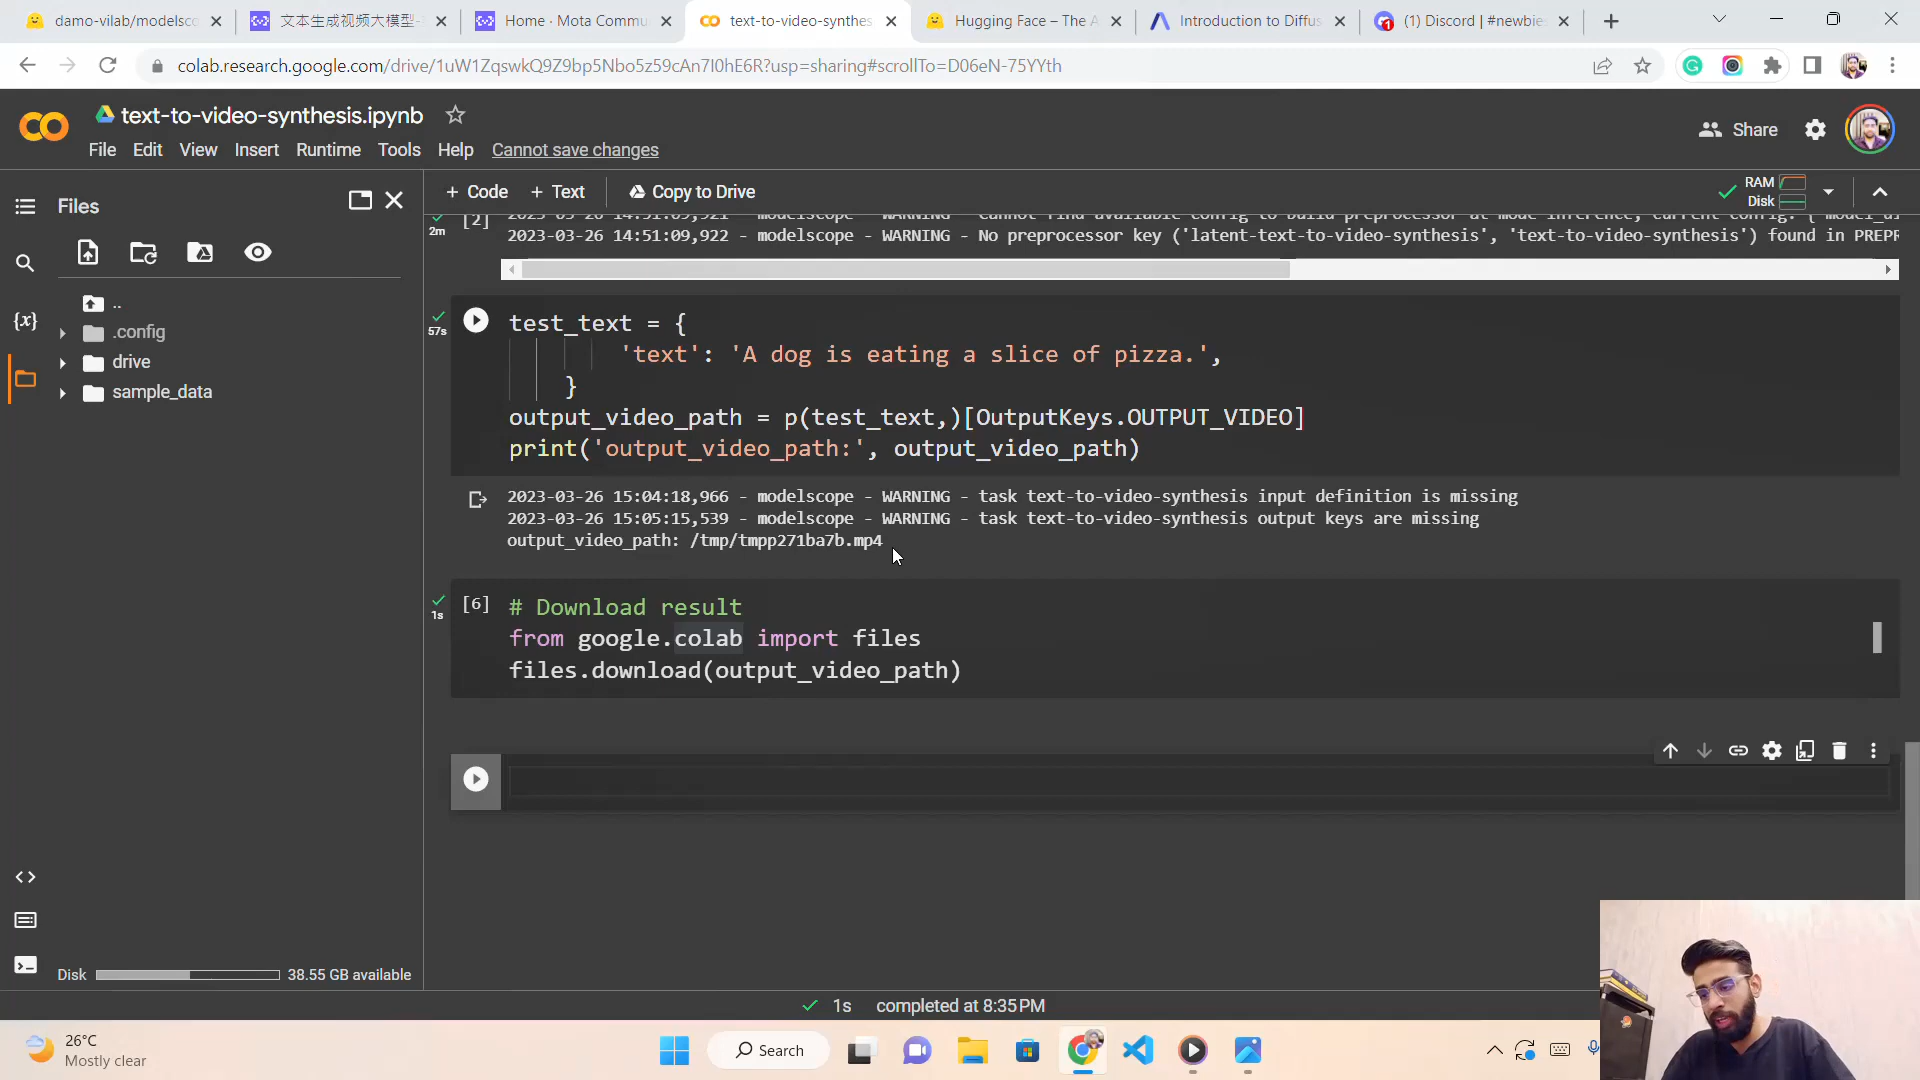 damo-vilab/modelsc
文本生成视频大模型-
Home · Mota Commu
text-to-video-synthes
Hugging Face – The A
Introduction to Diffus
(1) Discord | #newbies
colab.research.google.com/drive/1uW1ZqswkQ9Z9bp5Nbo5z59cAn7I0hE6R?usp=sharing#scrollTo=D06eN-75YYth
text-to-video-synthesis.ipynb
Share
File Edit View Insert Runtime Tools Help Cannot save changes
Files
+ Code + Text Copy to Drive
RAM
Disk
..
.config
drive
sample_data
{x}
2m
[2]
2023-03-26 14:51:09,922 - modelscope - WARNING - No preprocessor key ('latent-text-to-video-synthesis', 'text-to-video-synthesis') found in PREPR
57s
test_text = {
'text': 'A dog is eating a slice of pizza.',
}
output_video_path = p(test_text,)[OutputKeys.OUTPUT_VIDEO]
print('output_video_path:', output_video_path)
2023-03-26 15:04:18,966 - modelscope - WARNING - task text-to-video-synthesis input definition is missing
2023-03-26 15:05:15,539 - modelscope - WARNING - task text-to-video-synthesis output keys are missing
output_video_path: /tmp/tmpp271ba7b.mp4
1s
[6]
# Download result
from google.colab import files
files.download(output_video_path)
Disk 38.55 GB available
1s completed at 8:35 PM
26°C
Mostly clear
Search